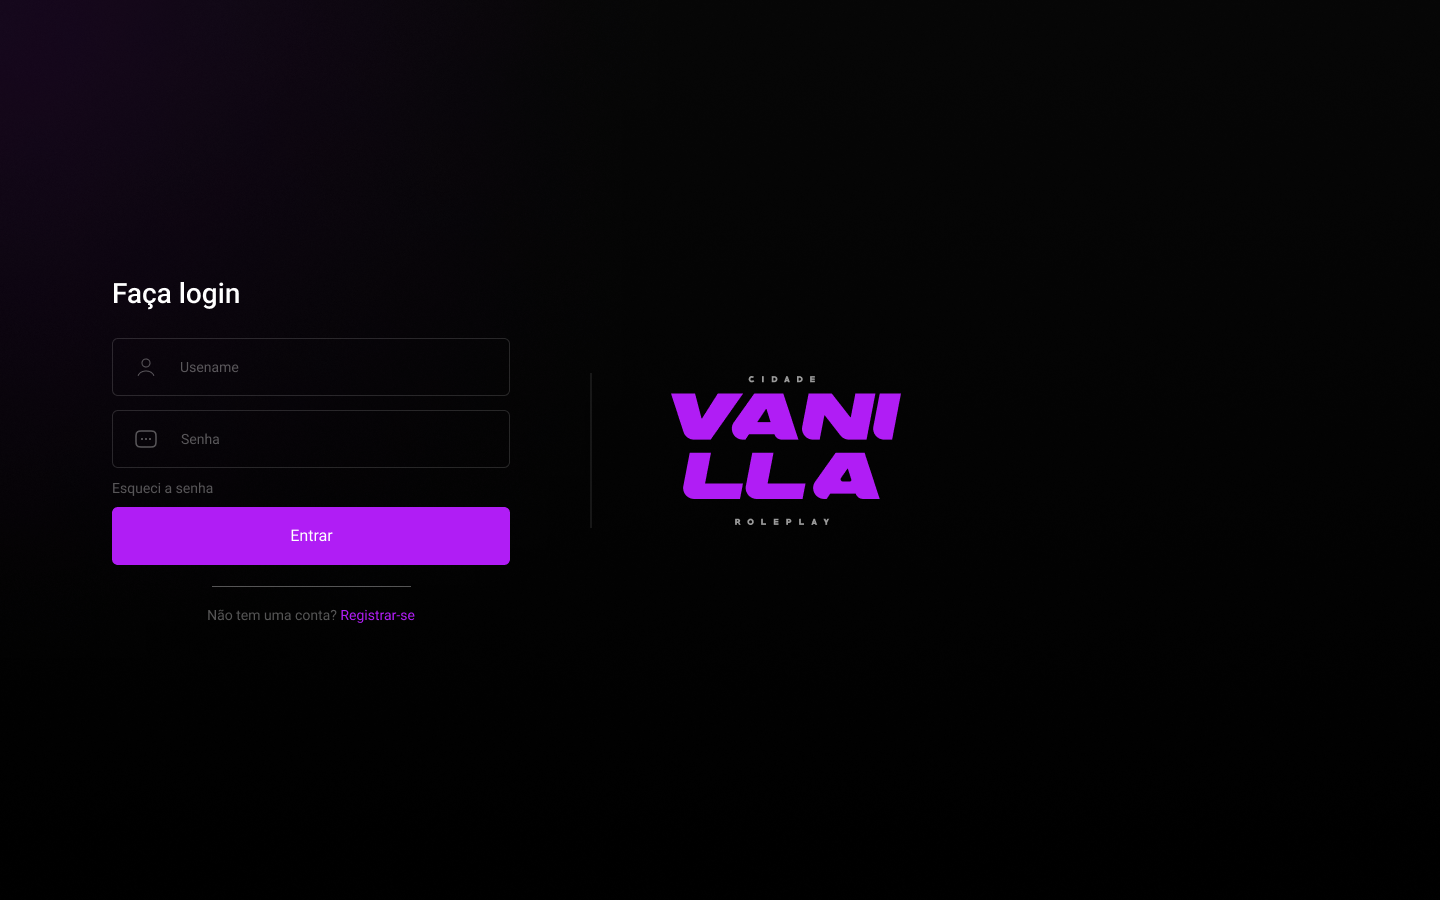 Faça login
Usename
Senha
Esqueci a senha
Entrar
Não tem uma conta? Registrar-se
CIDADE
VANI
LLA
ROLEPLAY